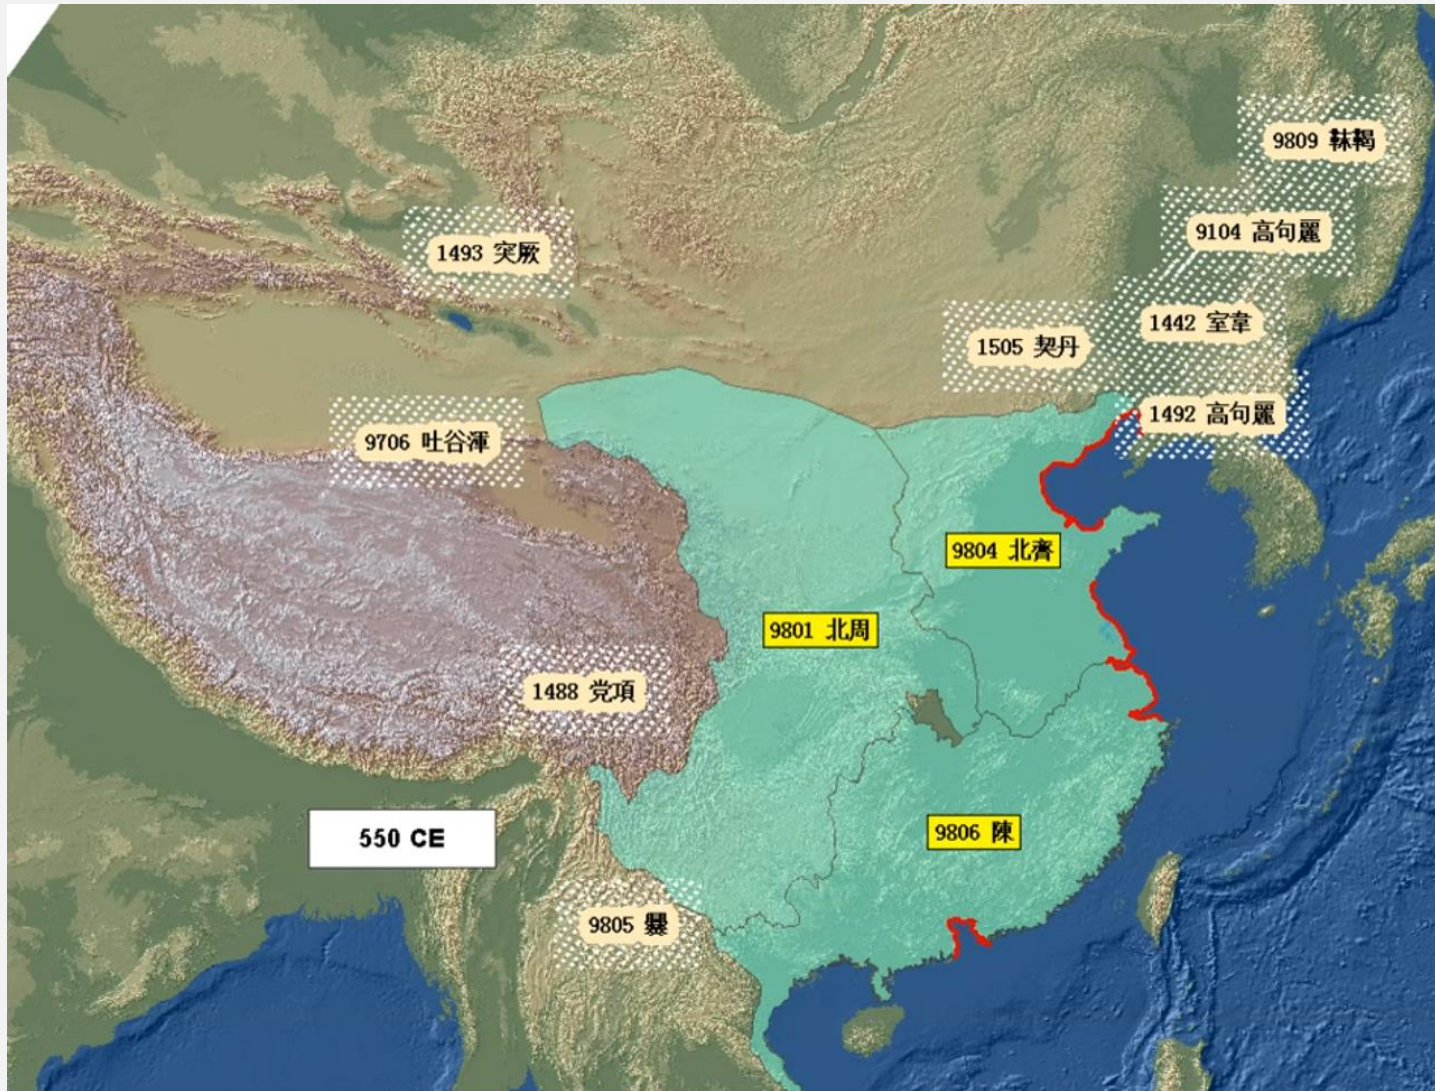 9809 靺鞨
9104 高句麗
1493 突厥
1442 室韋
1505 契丹
1492 高句麗
9706 吐谷渾
9804 北齊
9801 北周
1488 党項
9806 陳
550 CE
9805 爨